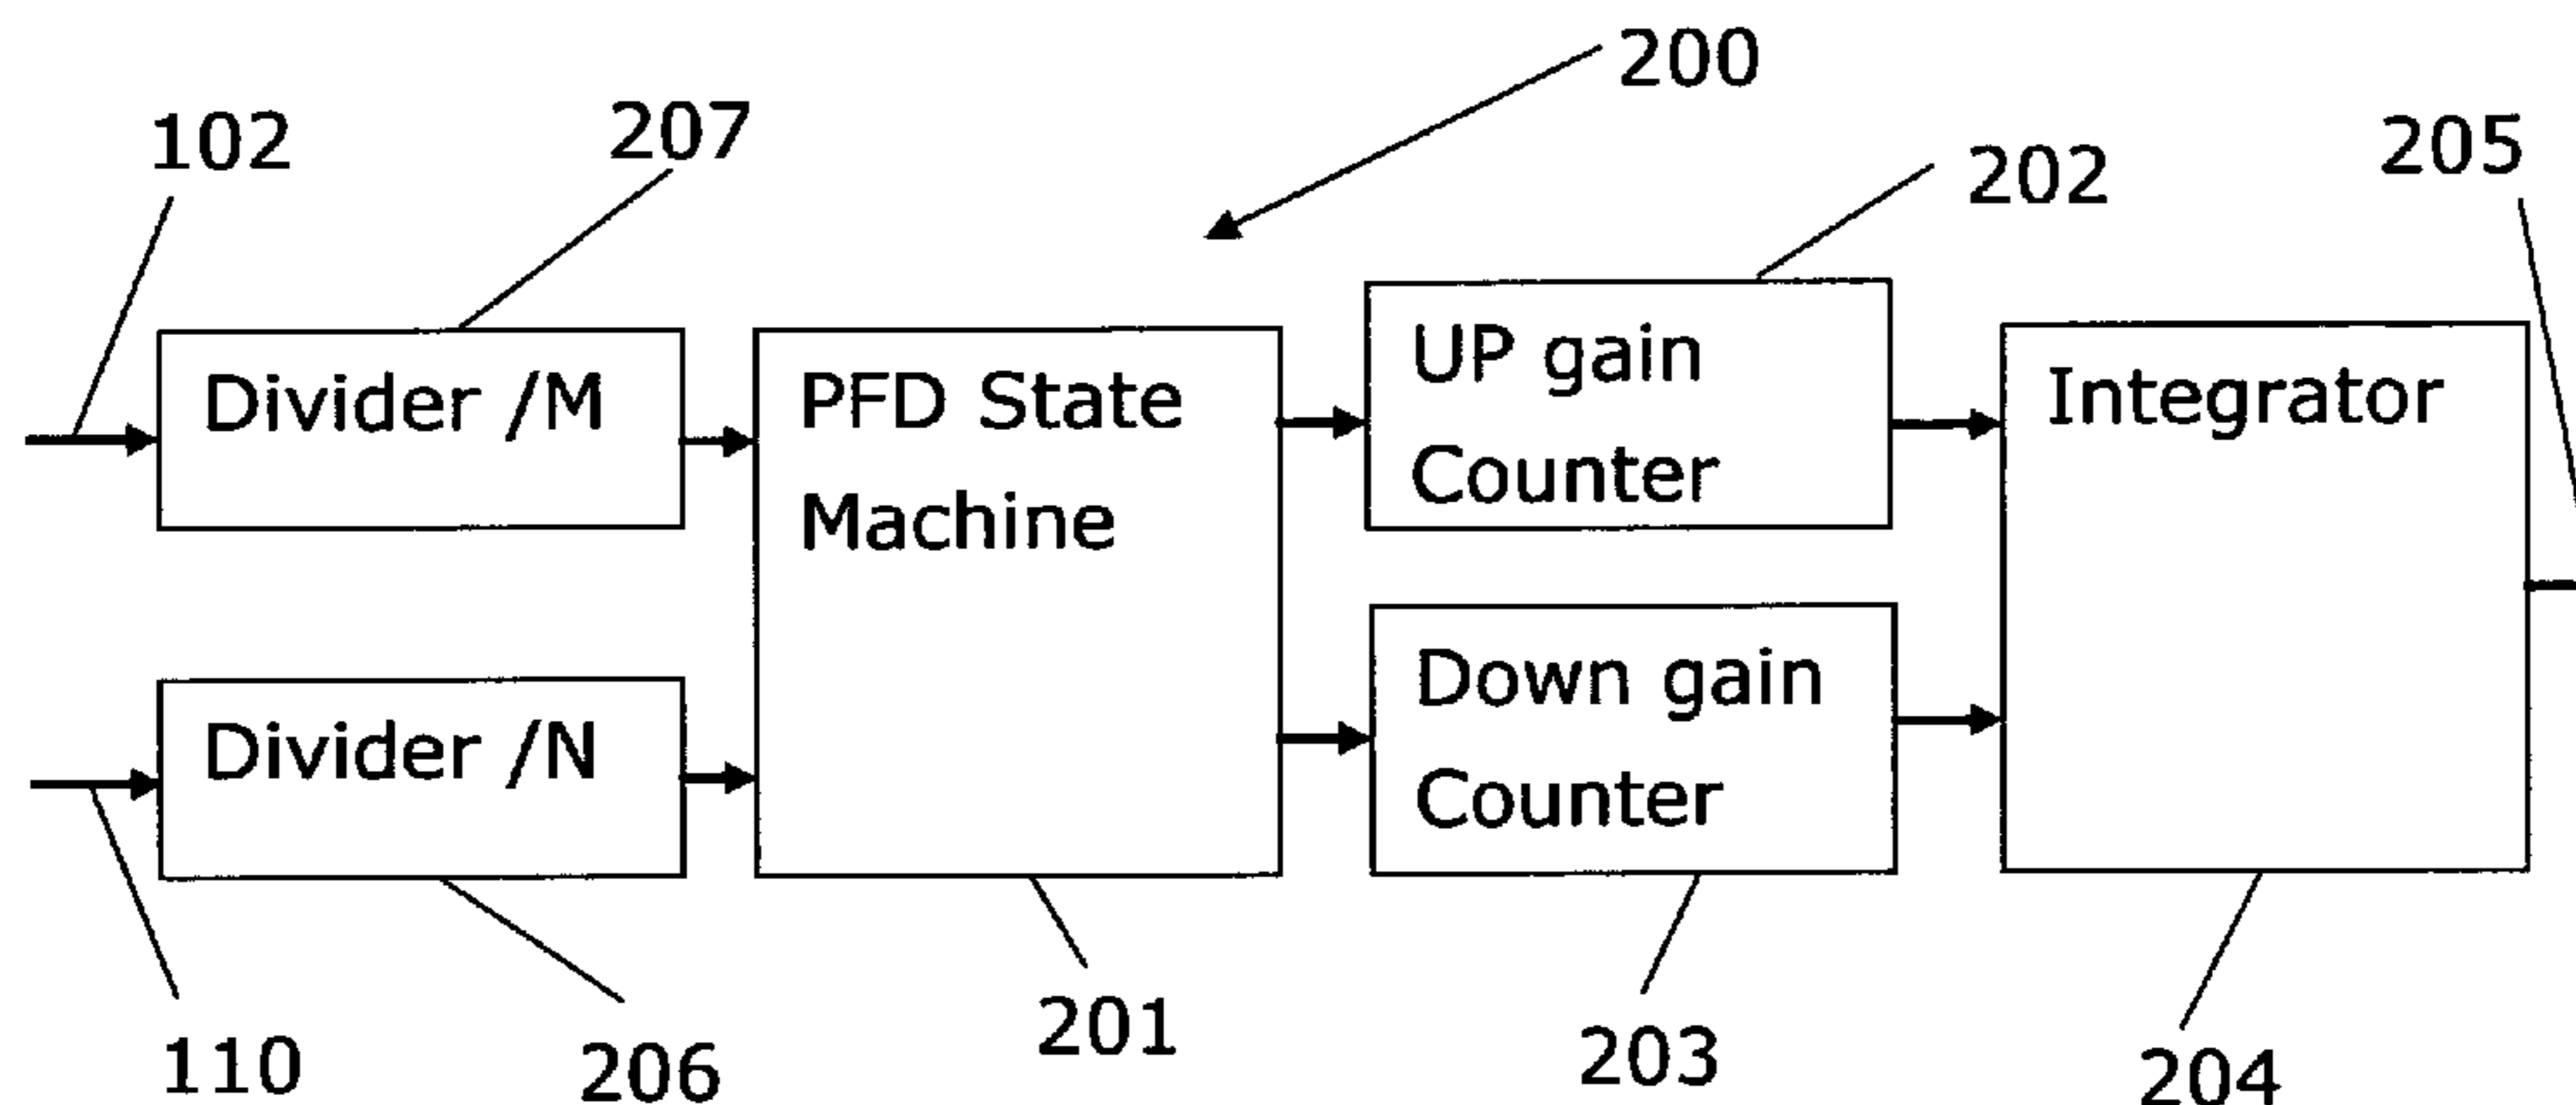 200
102
207
202
205
Divider /M
PFD State
Machine
UP gain
Counter
Integrator
Divider /N
Down gain
Counter
110
206
201
203
204